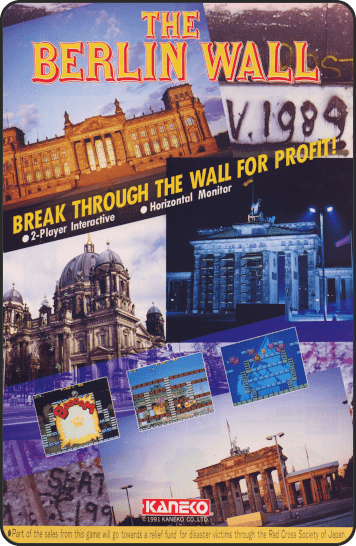 THE
BERLIN WALL
V.1989
BREAK THROUGH THE WALL FOR PROFIT!
●2-Player Interactive
●Horizontal Monitor
KANEKO
©1991 KANEKO CO.,LTD.
●Part of the sales from this game will go towards a relief fund for disaster victims through the Red Cross Society of Japan.